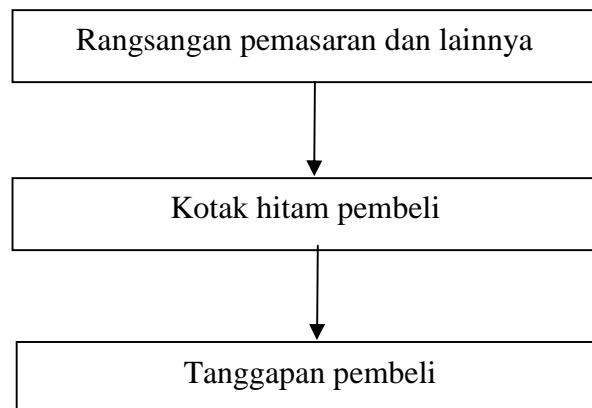 Rangsangan pemasaran dan lainnya
Kotak hitam pembeli
Tanggapan pembeli